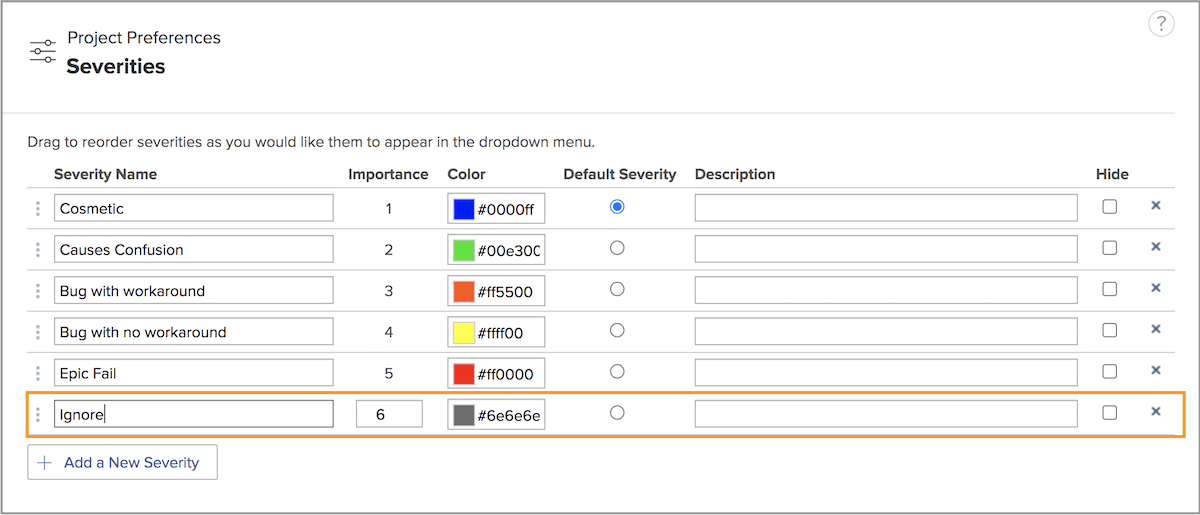 Project Preferences
?
Severities
Drag to reorder severities as you would like them to appear in the dropdown menu.
Severity Name Importance Color Default Severity Description Hide
Cosmetic 1 #0000ff
Causes Confusion 2 #00e300
Bug with workaround 3 #ff5500
Bug with no workaround 4 #ffff00
Epic Fail 5 #ff0000
Ignore 6 #6e6e6e
+ Add a New Severity